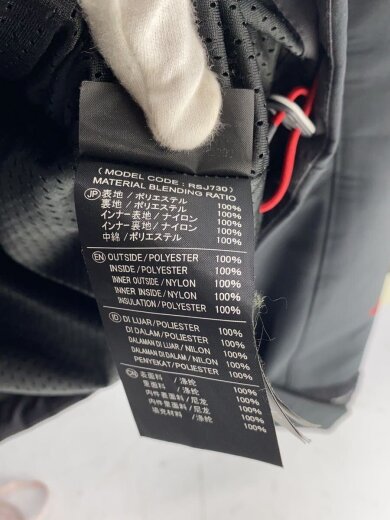 ( MODEL CODE : RSJ730 )
MATERIAL BLENDING RATIO
JP 表地 / ポリエステル 100%
裏地 / ポリエステル 100%
インナー表地 / ナイロン 100%
インナー裏地 / ナイロン 100%
中綿 / ポリエステル 100%
EN OUTSIDE/POLYESTER 100%
INSIDE/POLYESTER 100%
INNER OUTSIDE/NYLON 100%
INNER INSIDE/NYLON 100%
INSULATION/POLYESTER 100%
ID DI LUAR/POLIESTER 100%
DI DALAM/POLIESTER 100%
DALAMAN DI LUAR/NILON 100%
DALAMAN DI DALAM/NILON 100%
PENYEKAT/POLIESTER 100%
CN 表面料 / 涤纶 100%
里面料 / 涤纶 100%
内件表面料 / 尼龙 100%
内件里面料 / 尼龙 100%
填充材料 / 涤纶 100%